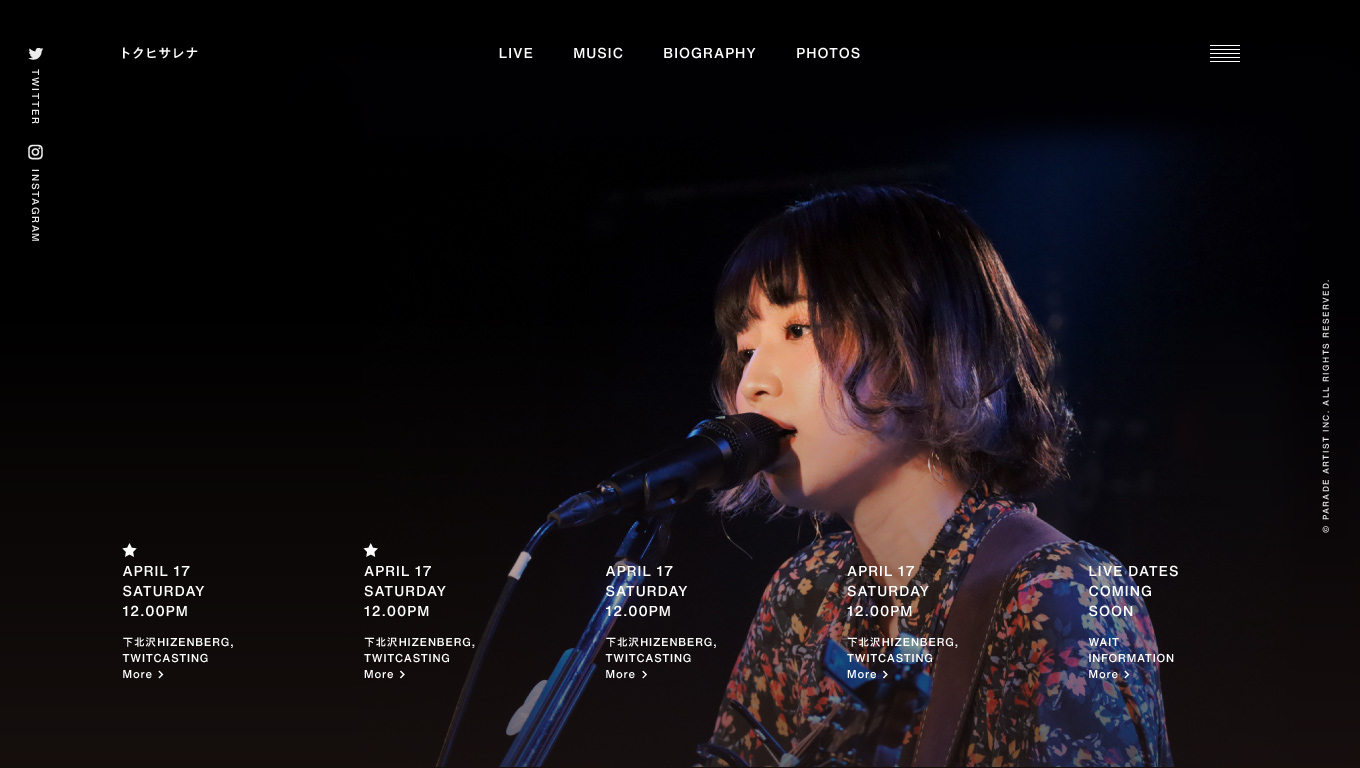 トクヒサレナ
LIVE
MUSIC
BIOGRAPHY
PHOTOS
TWITTER
INSTAGRAM
APRIL 17
SATURDAY
12.00PM
下北沢HIZENBERG,
TWITCASTING
More
APRIL 17
SATURDAY
12.00PM
下北沢HIZENBERG,
TWITCASTING
More
APRIL 17
SATURDAY
12.00PM
下北沢HIZENBERG,
TWITCASTING
More
APRIL 17
SATURDAY
12.00PM
下北沢HIZENBERG,
TWITCASTING
More
LIVE DATES
COMING
SOON
WAIT
INFORMATION
More
© PARADE ARTIST INC. ALL RIGHTS RESERVED.